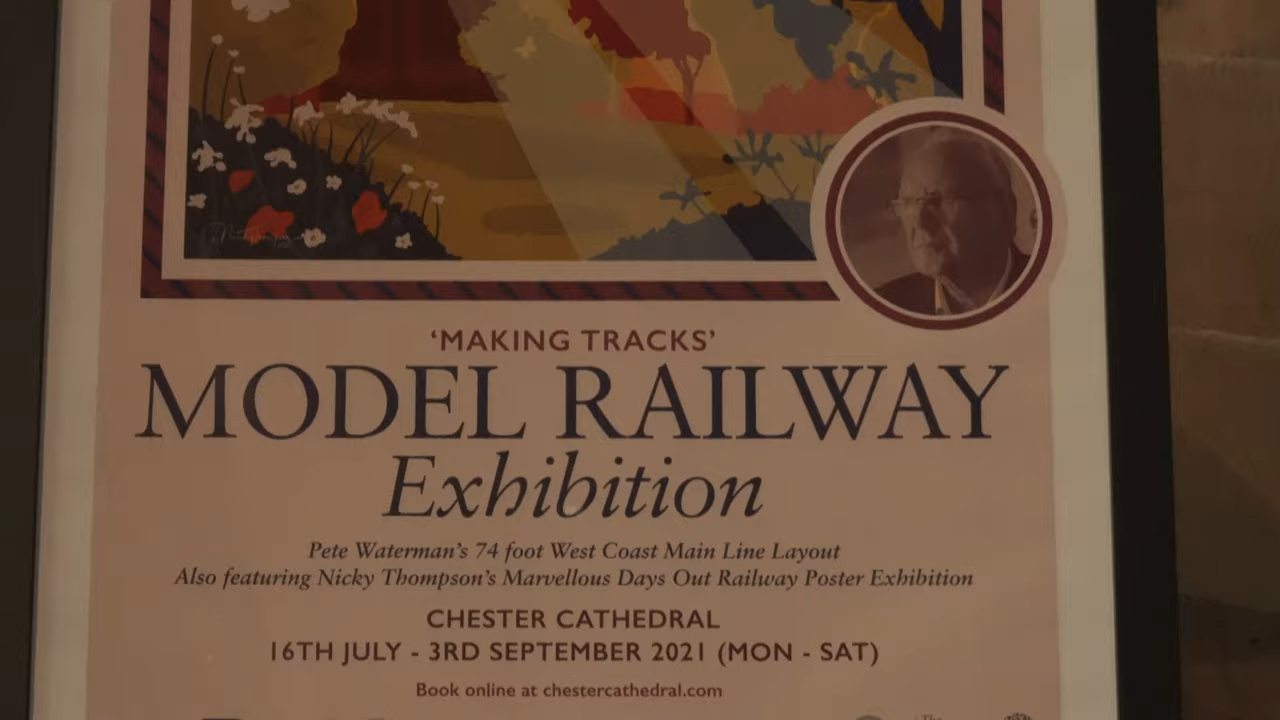 ‘MAKING TRACKS’
MODEL RAILWAY
Exhibition
Pete Waterman’s 74 foot West Coast Main Line Layout
Also featuring Nicky Thompson’s Marvellous Days Out Railway Poster Exhibition
CHESTER CATHEDRAL
16TH JULY - 3RD SEPTEMBER 2021 (MON - SAT)
Book online at chestercathedral.com
The